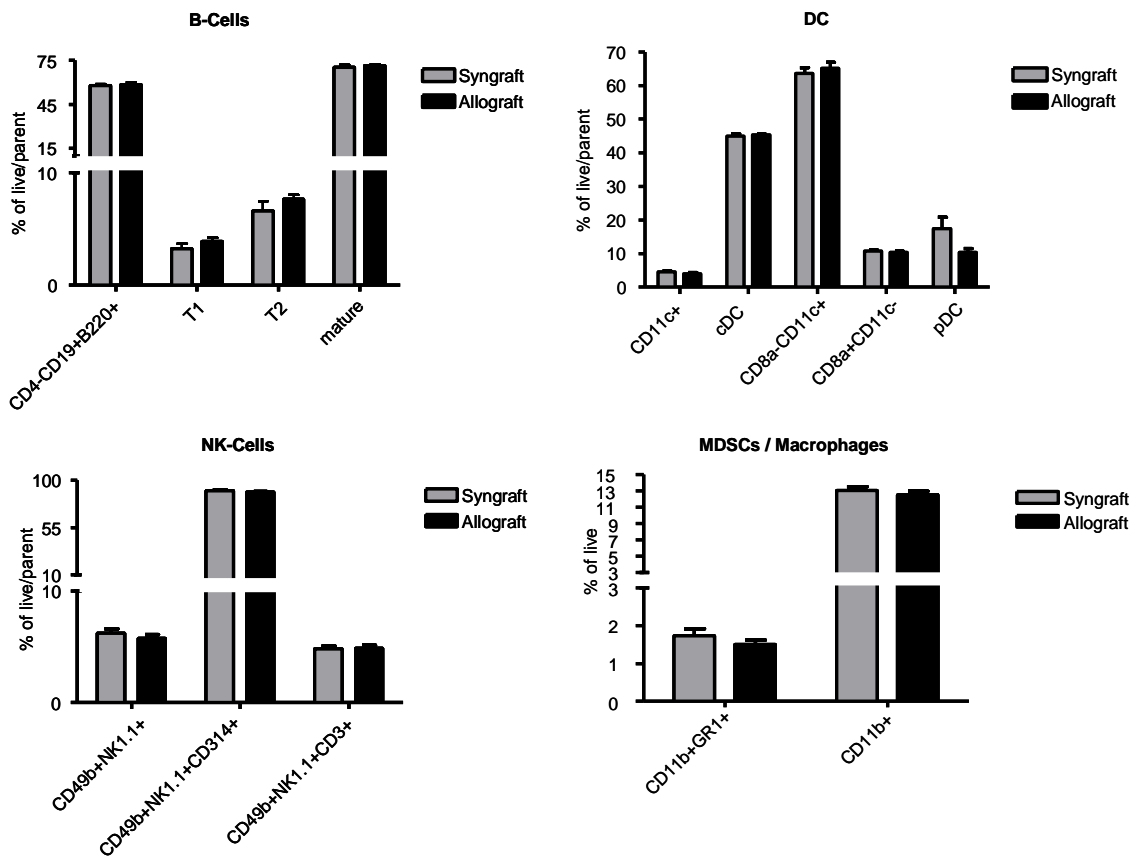 B-Cells
% of live/parent
75
45
15
10
0
CD4-CD19+B220+
T1
T2
mature
Syngraft
Allograft
DC
% of live/parent
70
60
50
40
30
20
10
0
CD11c+
cDC
CD8a-CD11c+
CD8a+CD11c-
pDC
Syngraft
Allograft
NK-Cells
% of live/parent
100
55
10
10
0
CD49b+NK1.1+
CD49b+NK1.1+CD314+
CD49b+NK1.1+CD3+
Syngraft
Allograft
MDSCs / Macrophages
% of live
15
13
11
9
7
5
3
3
2
1
0
CD11b+GR1+
CD11b+
Syngraft
Allograft